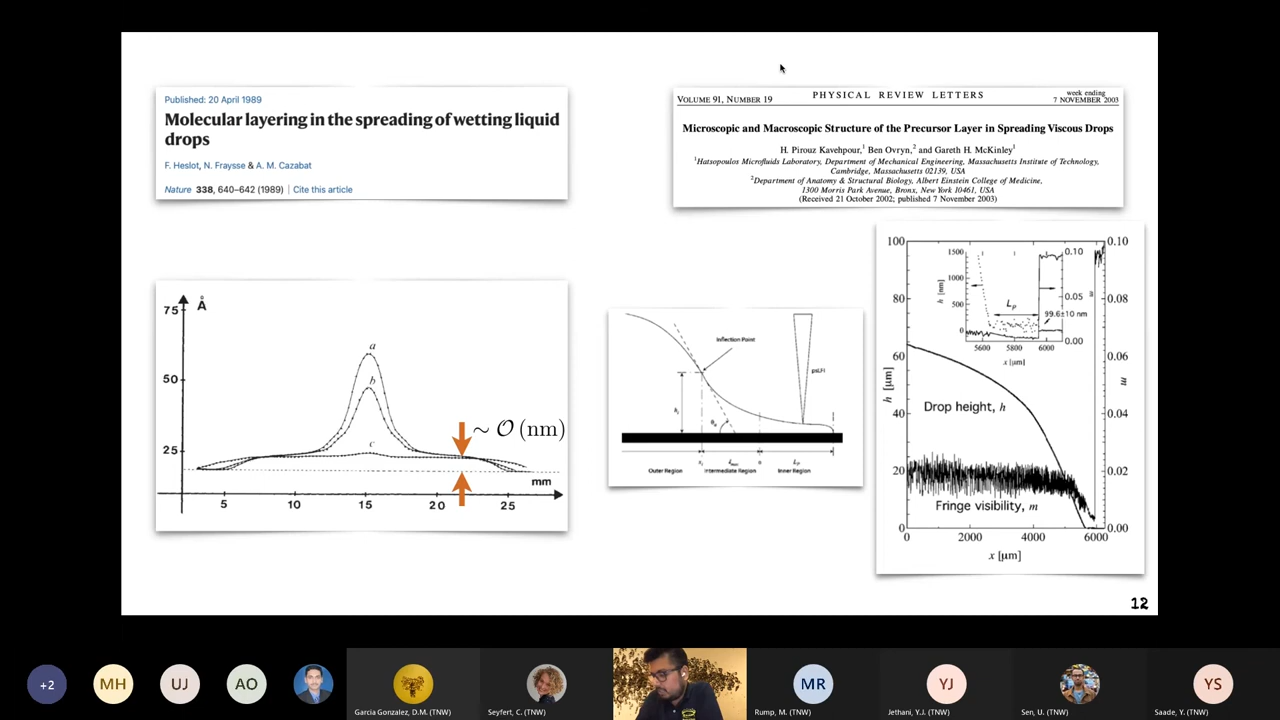 Published: 20 April 1989
Molecular layering in the spreading of wetting liquid
drops
F. Heslot, N. Fraysse & A. M. Cazabat
Nature 338, 640–642 (1989) | Cite this article
VOLUME 91, NUMBER 19
PHYSICAL REVIEW LETTERS
week ending
7 NOVEMBER 2003
Microscopic and Macroscopic Structure of the Precursor Layer in Spreading Viscous Drops
H. Pirouz Kavehpour,1 Ben Ovryn,2 and Gareth H. McKinley1
1Hatsopoulos Microfluids Laboratory, Department of Mechanical Engineering, Massachusetts Institute of Technology,
Cambridge, Massachusetts 02139, USA
2Department of Anatomy & Structural Biology, Albert Einstein College of Medicine,
1300 Morris Park Avenue, Bronx, New York 10461, USA
(Received 21 October 2002; published 7 November 2003)
75
Å
50
25
a
b
c
~ O (nm)
mm
5
10
15
20
25
Inflection Point
psLFI
Outer Region
Intermediate Region
Inner Region
100
80
60
40
20
0
h [μm]
0.10
0.08
0.06
0.04
0.02
0.00
m
1500
1000
500
0
h [nm]
0.10
0.05
0.00
m
LP
99.6±10 nm
5600
5800
6000
x [μm]
Drop height, h
Fringe visibility, m
0
2000
4000
6000
x [μm]
12
+2
MH
UJ
AO
Garcia Gonzalez, D.M. (TNW)
Seyfert, C. (TNW)
MR
Rump, M. (TNW)
YJ
Jethani, Y.J. (TNW)
Sen, U. (TNW)
YS
Saade, Y. (TNW)